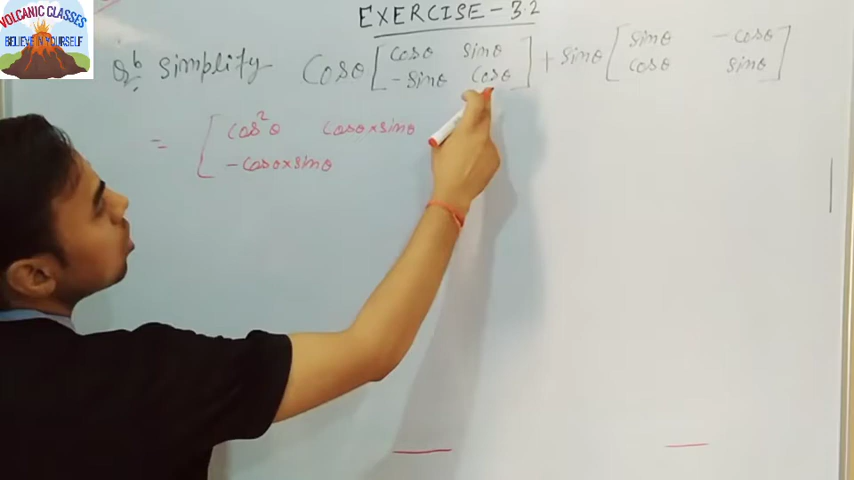 VOLCANIC CLASSES
BELIEVE IN YOURSELF
EXERCISE - 3.2
Q6 Simplify Cosθ [cosθ sinθ] + sinθ [sinθ -cosθ]
[-sinθ cosθ] [cosθ sinθ]
= [cos²θ cosθ×sinθ
-cosθ×sinθ